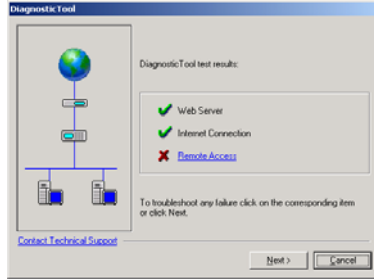 DiagnosticTool
DiagnosticTool test results:
Web Server
Internet Connection
Remote Access
To troubleshoot any failure click on the corresponding item
or click Next.
Contact Technical Support
Next >
Cancel